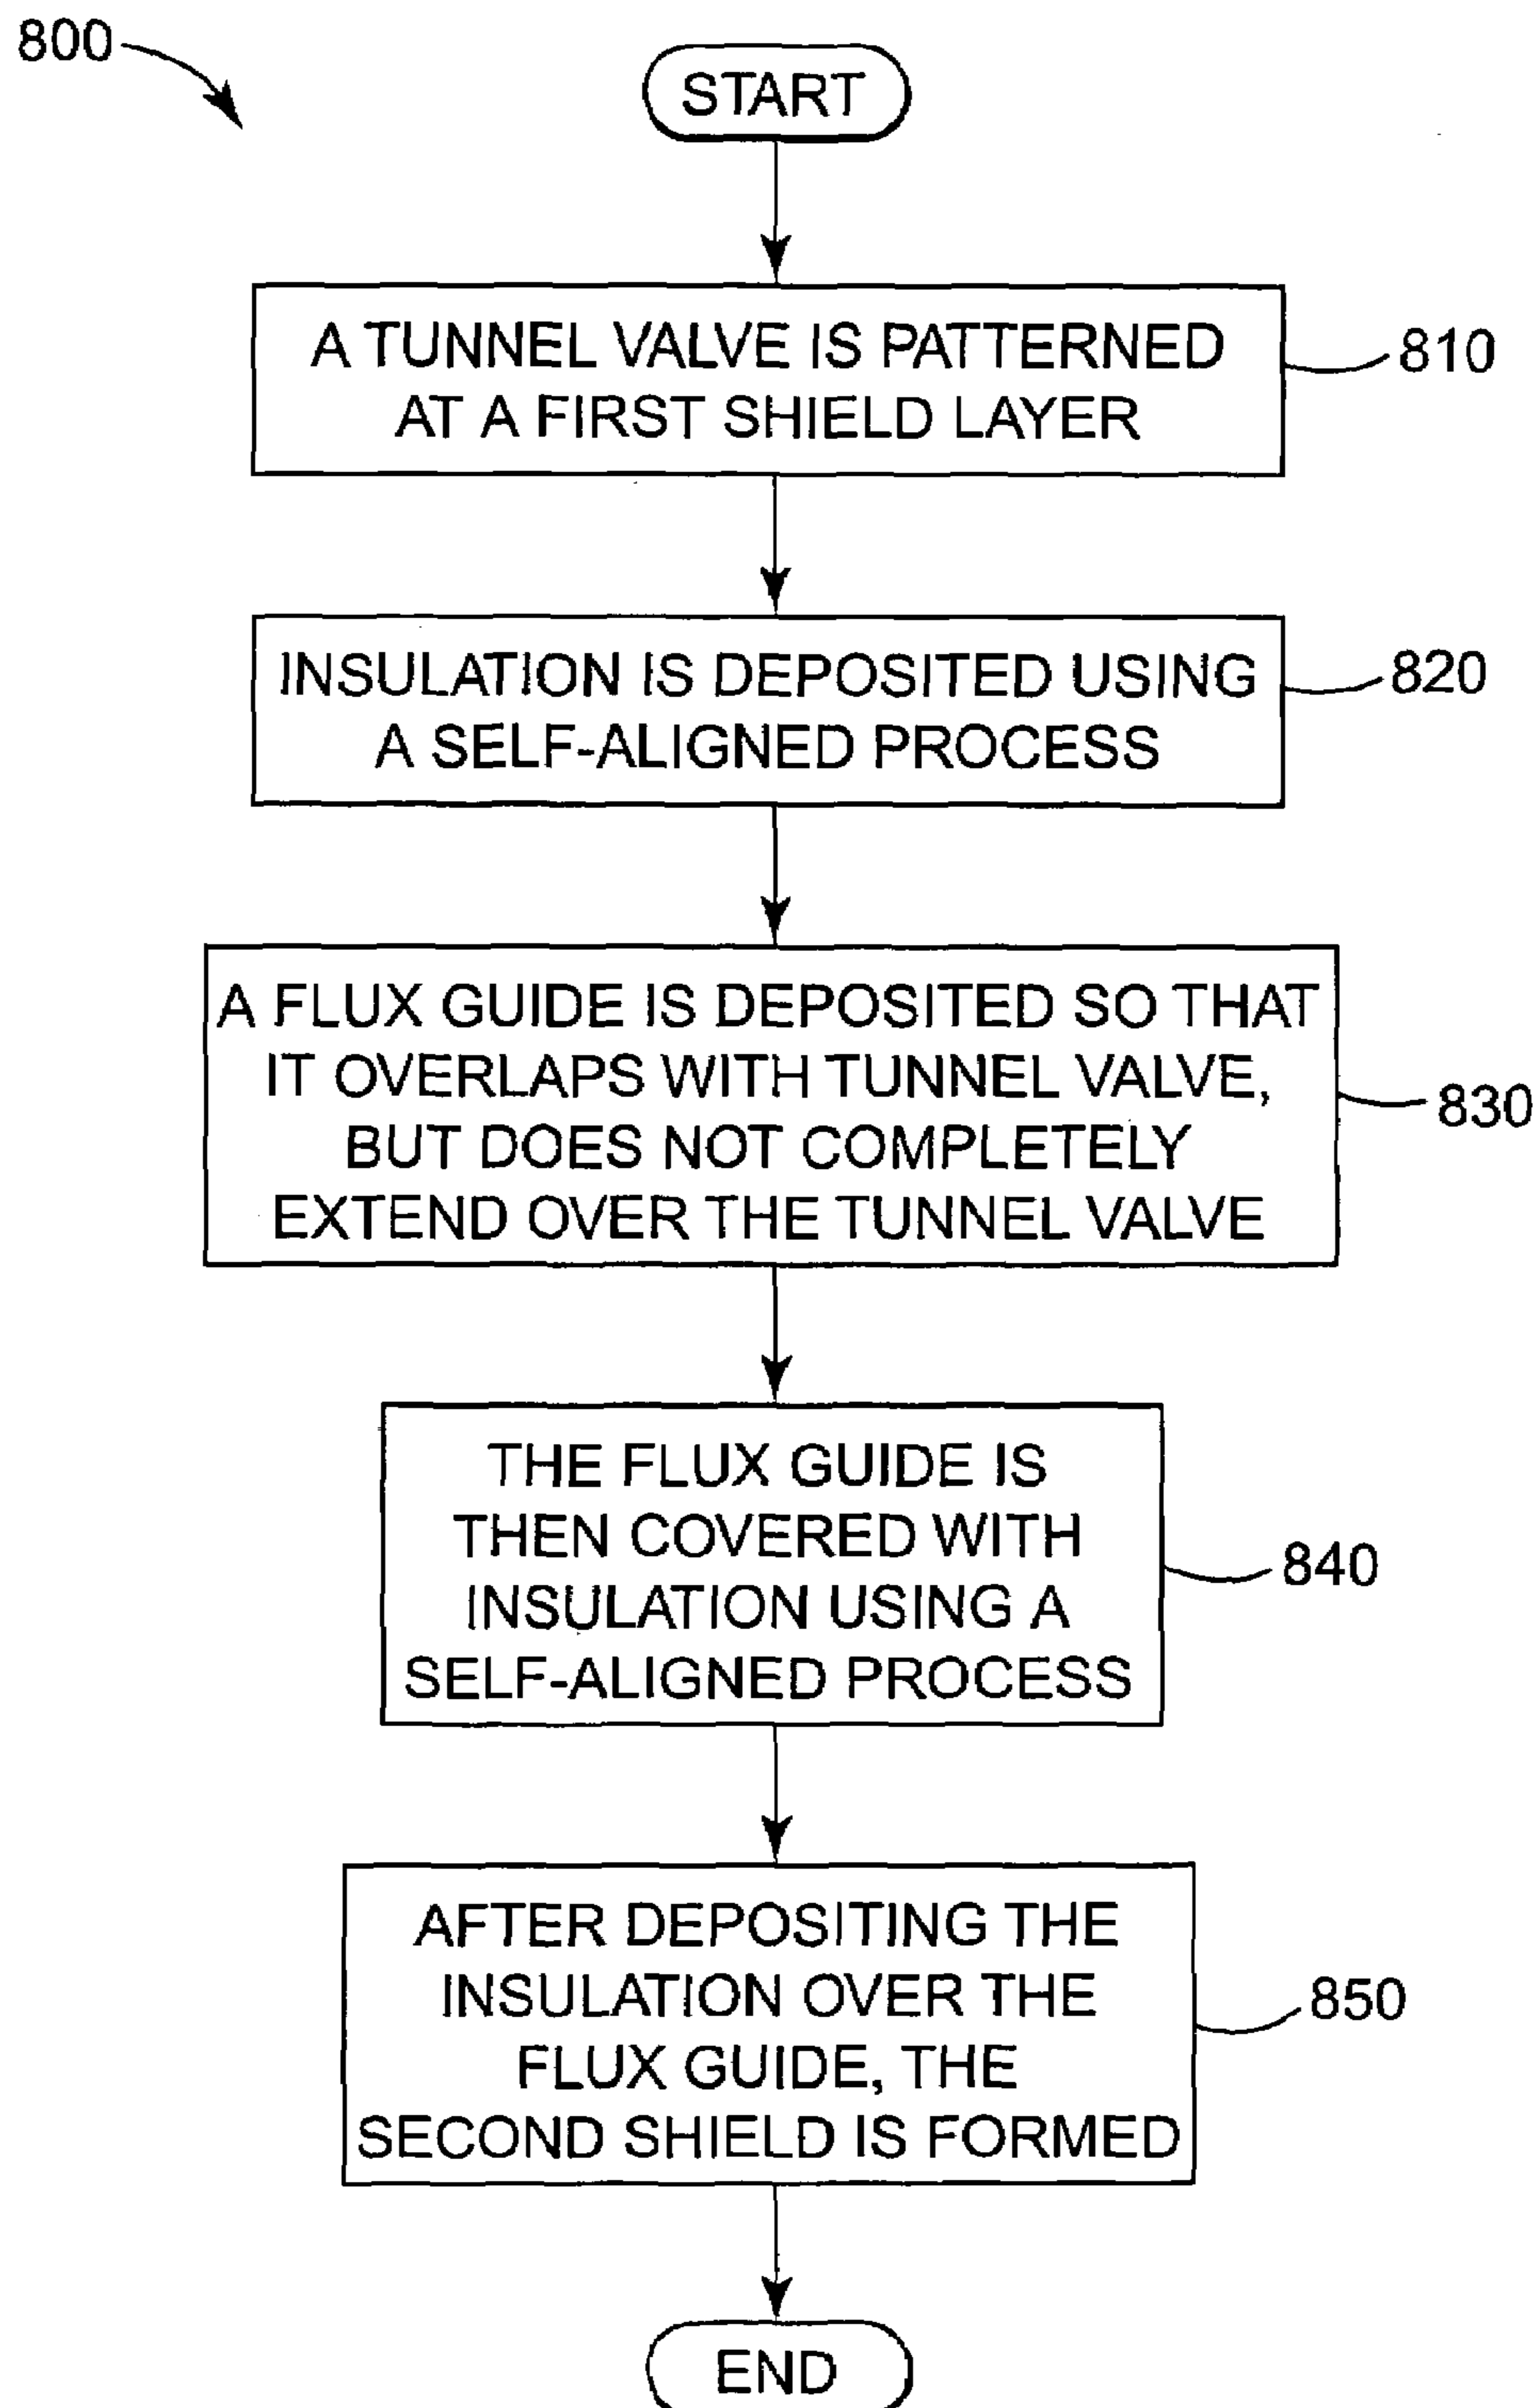 800
START
A TUNNEL VALVE IS PATTERNED
AT A FIRST SHIELD LAYER
810
INSULATION IS DEPOSITED USING
A SELF-ALIGNED PROCESS
820
A FLUX GUIDE IS DEPOSITED SO THAT
IT OVERLAPS WITH TUNNEL VALVE,
BUT DOES NOT COMPLETELY
EXTEND OVER THE TUNNEL VALVE
830
THE FLUX GUIDE IS
THEN COVERED WITH
INSULATION USING A
SELF-ALIGNED PROCESS
840
AFTER DEPOSITING THE
INSULATION OVER THE
FLUX GUIDE, THE
SECOND SHIELD IS FORMED
850
END